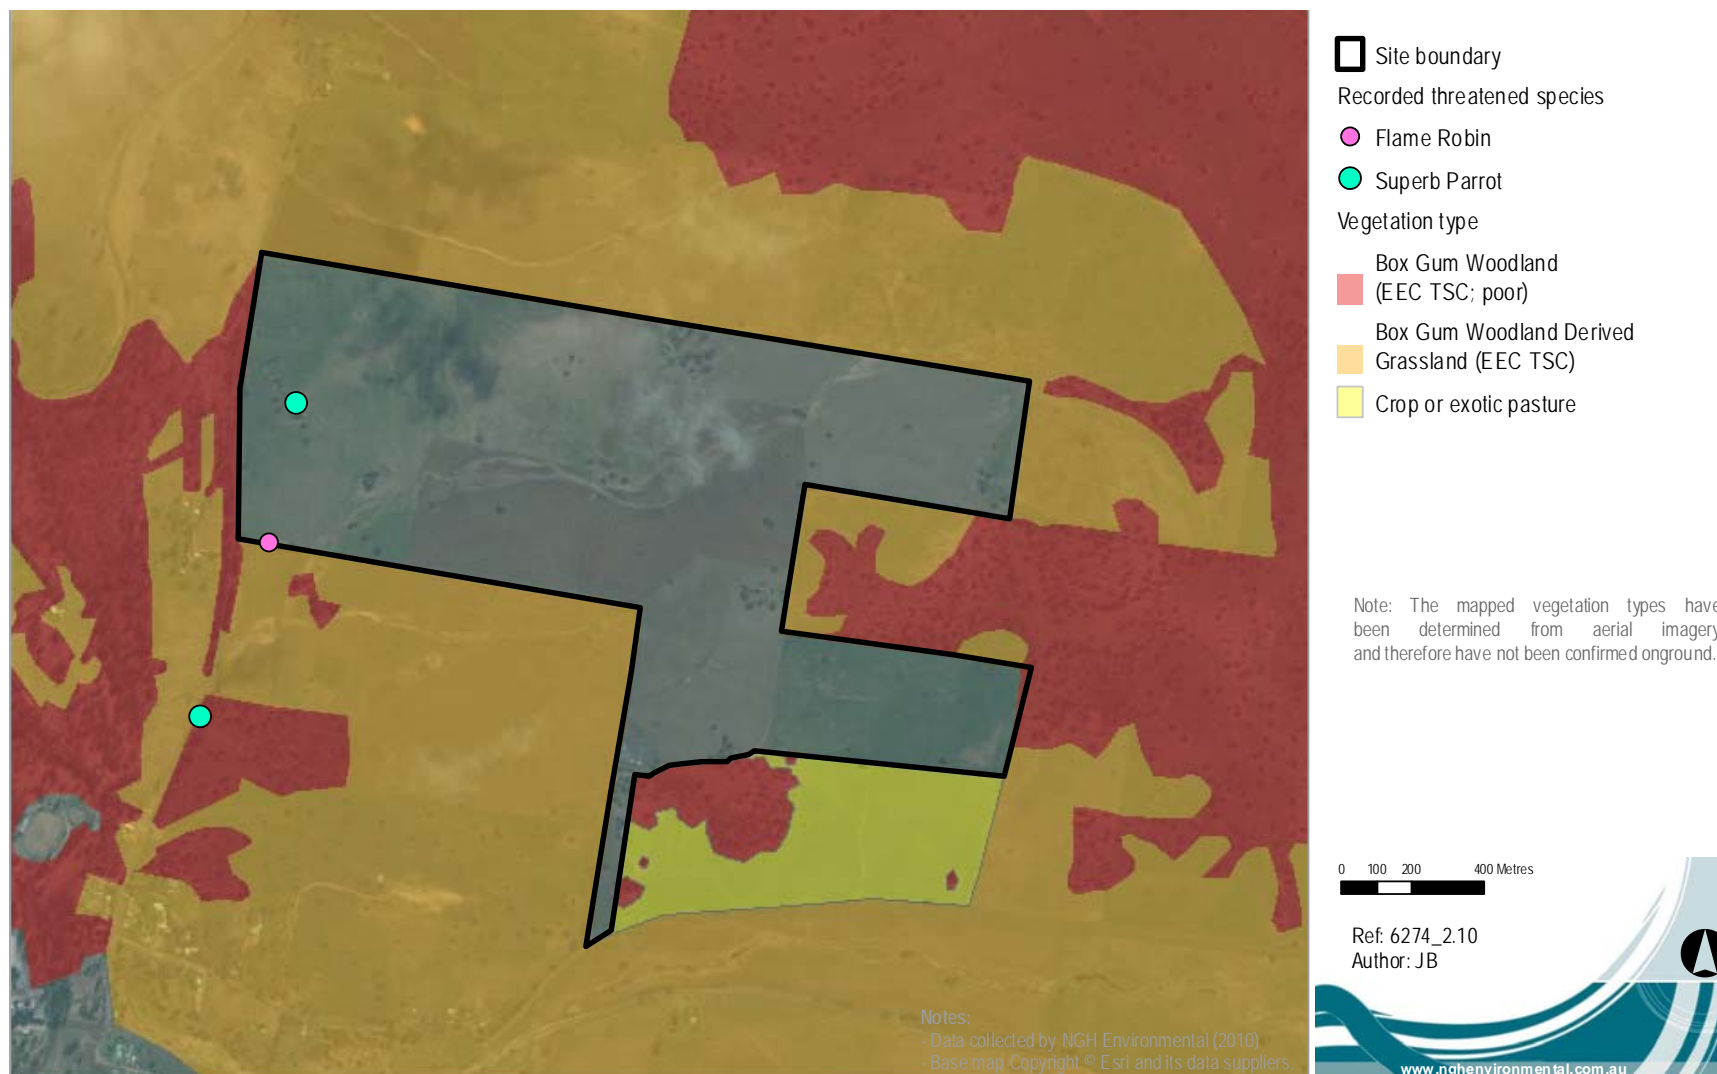 Site boundary
Recorded threatened species
Flame Robin
Superb Parrot
Vegetation type
Box Gum Woodland
(EEC TSC; poor)
Box Gum Woodland Derived
Grassland (EEC TSC)
Crop or exotic pasture
Note: The mapped vegetation types have
been determined from aerial imagery
and therefore have not been confirmed onground.
0 100 200 400 Metres
Ref: 6274_2.10
Author: JB
Notes:
- Data collected by NGH Environmental (2010)
- Base map Copyright © Esri and its data suppliers.
www.nghenvironmental.com.au